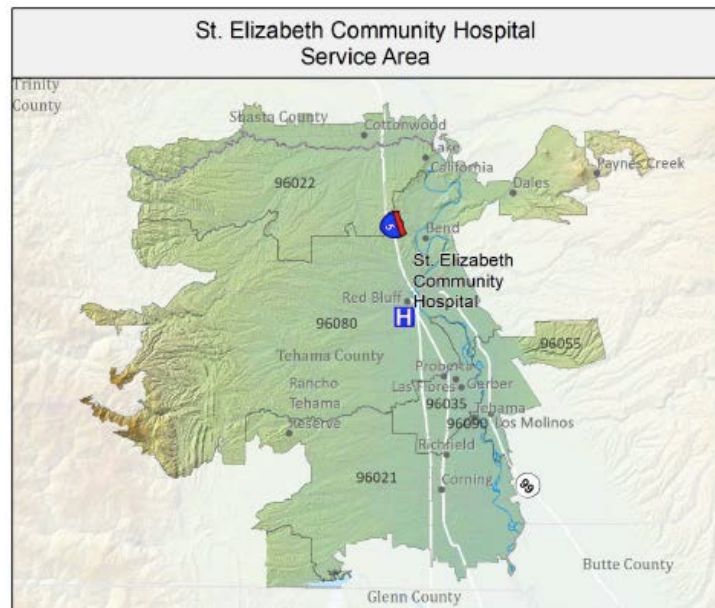 St. Elizabeth Community Hospital
Service Area
Trinity
County
Shasta County
Cottonwood
Lake
California
Paynes Creek
Dales
96022
5
Bend
St. Elizabeth
Community
Hospital
Red Bluff
H
96080
96055
Tehama County
Proberta
Las Flores
Gerber
Rancho
Tehama
Reserve
96035
Tehama
96090
Los Molinos
Richfield
96021
Corning
99
Butte County
Glenn County